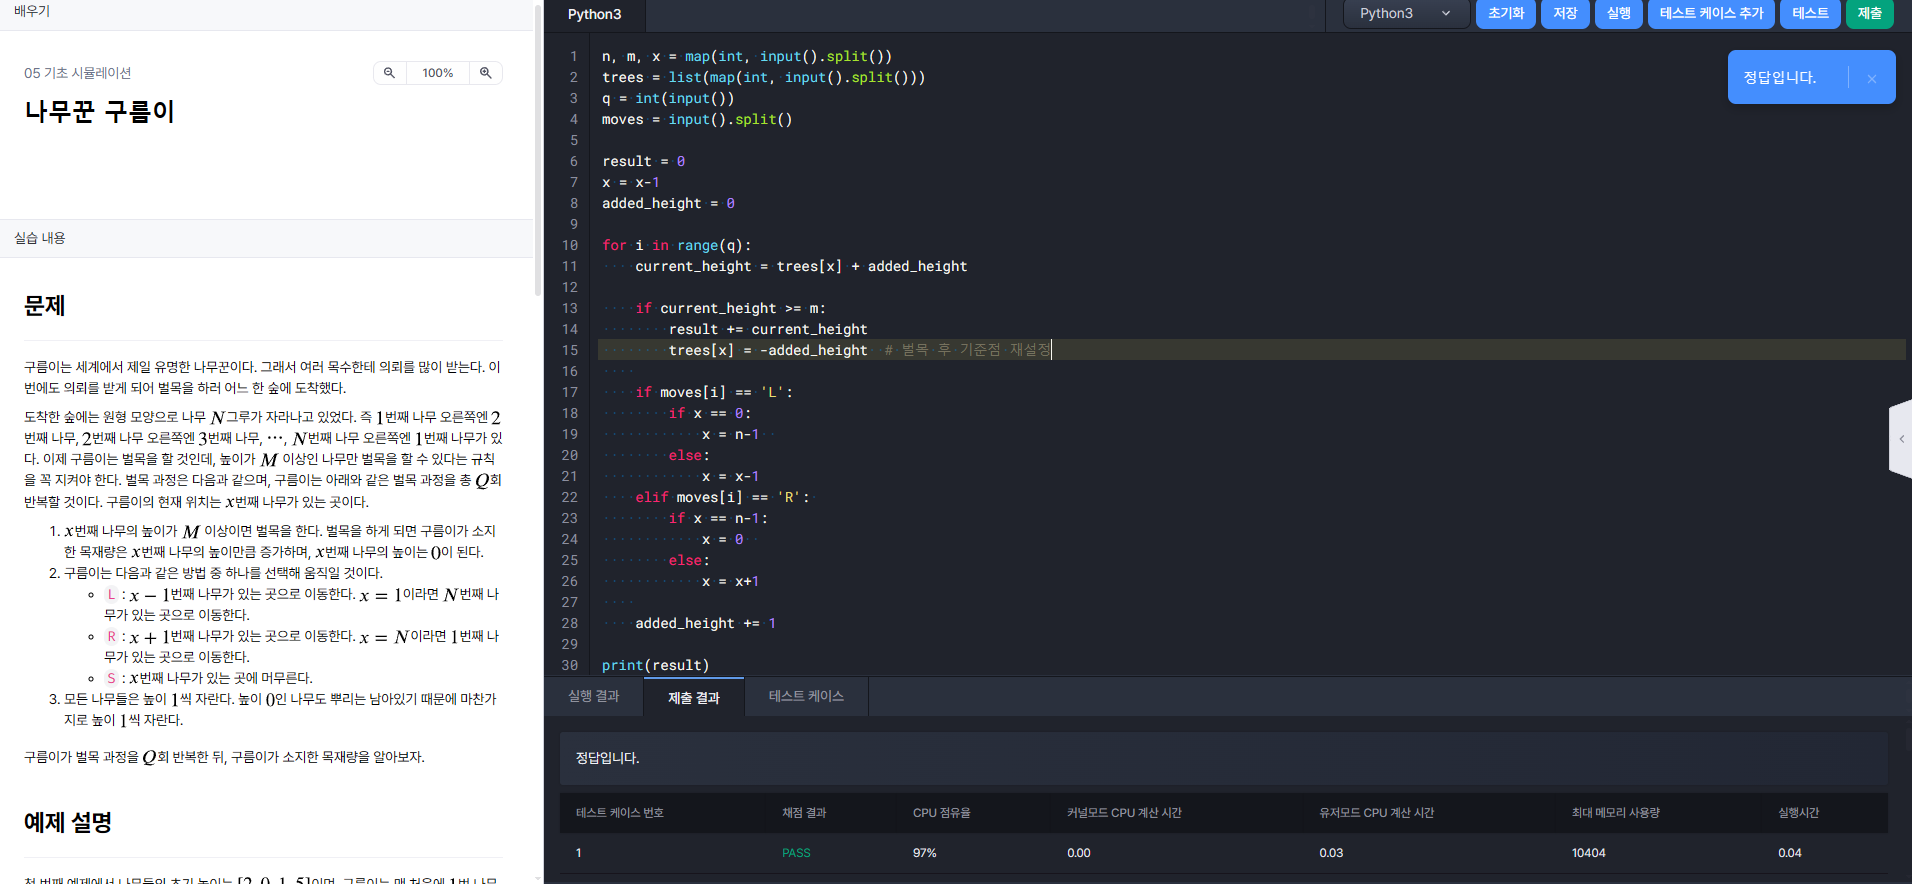 배우기
05 기초 시뮬레이션
100%
나무꾼 구름이
실습 내용
문제
구름이는 세계에서 제일 유명한 나무꾼이다. 그래서 여러 목수한테 의뢰를 많이 받는다. 이
번에도 의뢰를 받게 되어 벌목을 하러 어느 한 숲에 도착했다.
도착한 숲에는 원형 모양으로 나무 N그루가 자라나고 있었다. 즉 1번째 나무 오른쪽엔 2
번째 나무, 2번째 나무 오른쪽엔 3번째 나무, ⋯, N번째 나무 오른쪽엔 1번째 나무가 있
다. 이제 구름이는 벌목을 할 것인데, 높이가 M 이상인 나무만 벌목을 할 수 있다는 규칙
을 꼭 지켜야 한다. 벌목 과정은 다음과 같으며, 구름이는 아래와 같은 벌목 과정을 총 Q회
반복할 것이다. 구름이의 현재 위치는 x번째 나무가 있는 곳이다.
1. x번째 나무의 높이가 M 이상이면 벌목을 한다. 벌목을 하게 되면 구름이가 소지
한 목재량은 x번째 나무의 높이만큼 증가하며, x번째 나무의 높이는 0이 된다.
2. 구름이는 다음과 같은 방법 중 하나를 선택해 움직일 것이다.
L : x − 1번째 나무가 있는 곳으로 이동한다. x = 1이라면 N번째 나
무가 있는 곳으로 이동한다.
R : x + 1번째 나무가 있는 곳으로 이동한다. x = N이라면 1번째 나
무가 있는 곳으로 이동한다.
S : x번째 나무가 있는 곳에 머무른다.
3. 모든 나무들은 높이 1씩 자란다. 높이 0인 나무도 뿌리는 남아있기 때문에 마찬가
지로 높이 1씩 자란다.
구름이가 벌목 과정을 Q회 반복한 뒤, 구름이가 소지한 목재량을 알아보자.
예제 설명
첫 번째 예제에서 나무들의 초기 높이는 [2, 0, 1, 5]이며, 구름이는 맨 처음에 1번 나무
Python3
Python3 초기화 저장 실행 테스트 케이스 추가 테스트 제출
정답입니다. ×
1 n, m, x = map(int, input().split())
2 trees = list(map(int, input().split()))
3 q = int(input())
4 moves = input().split()
5
6 result = 0
7 x = x-1
8 added_height = 0
9
10 for i in range(q):
11     current_height = trees[x] + added_height
12
13     if current_height >= m:
14         result += current_height
15         trees[x] = -added_height  # 벌목 후 기준점 재설정
16
17     if moves[i] == 'L':
18         if x == 0:
19             x = n-1
20         else:
21             x = x-1
22     elif moves[i] == 'R':
23         if x == n-1:
24             x = 0
25         else:
26             x = x+1
27
28     added_height += 1
29
30 print(result)
실행 결과 제출 결과 테스트 케이스
정답입니다.
테스트 케이스 번호 채점 결과 CPU 점유율 커널모드 CPU 계산 시간 유저모드 CPU 계산 시간 최대 메모리 사용량 실행시간
1 PASS 97% 0.00 0.03 10404 0.04